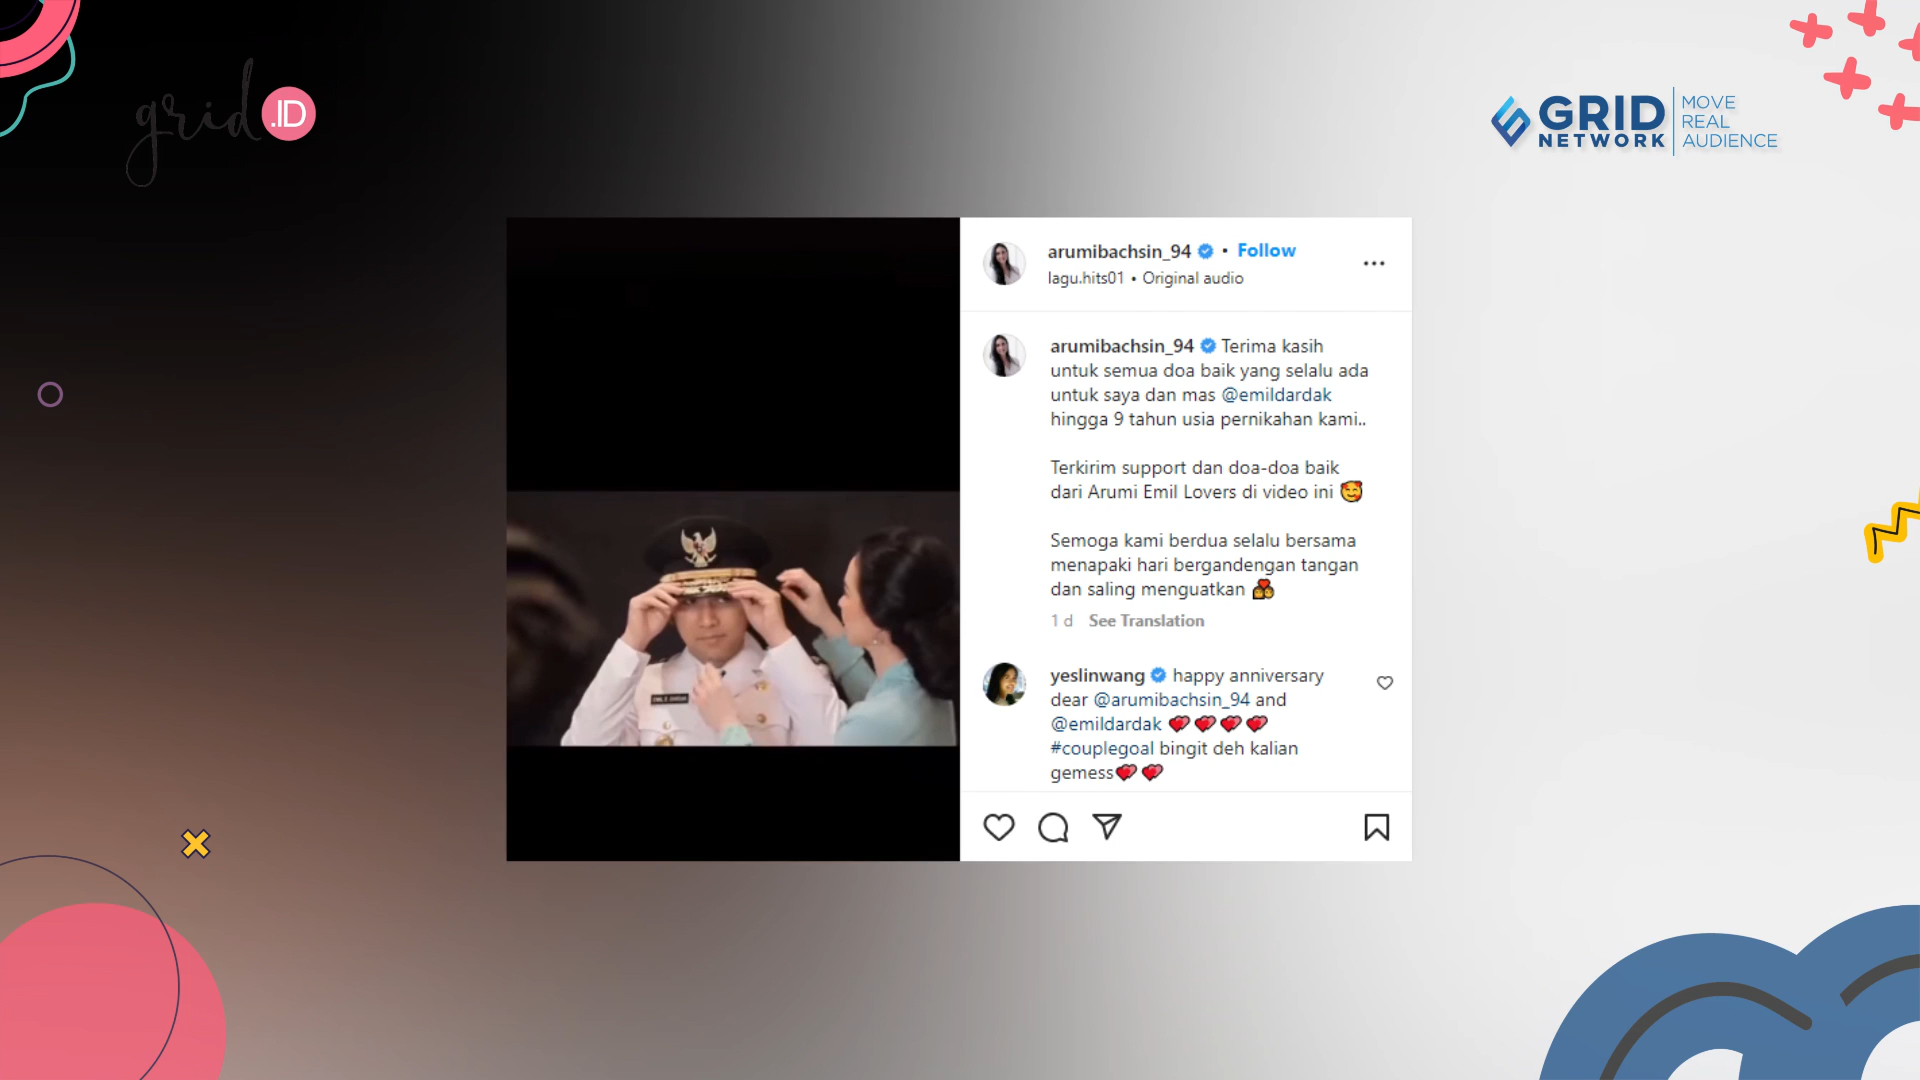 grid.ID
GRID
NETWORK
MOVE
REAL
AUDIENCE
arumibachsin_94 • Follow
lagu.hits01 • Original audio
arumibachsin_94 Terima kasih
untuk semua doa baik yang selalu ada
untuk saya dan mas @emildardak
hingga 9 tahun usia pernikahan kami..
Terkirim support dan doa-doa baik
dari Arumi Emil Lovers di video ini 🥰
Semoga kami berdua selalu bersama
menapaki hari bergandengan tangan
dan saling menguatkan 💑
1 d See Translation
yeslinwang happy anniversary
dear @arumibachsin_94 and
@emildardak 💕💕💕💕
#couplegoal bingit deh kalian
gemess💕💕